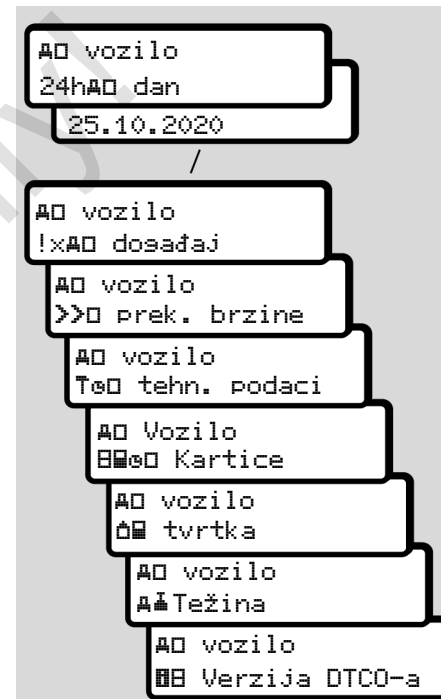 vozilo
24h dan
25.10.2020
/
vozilo
!x događaj
vozilo
>> prek. brzine
vozilo
tehn. podaci
Vozilo
Kartice
vozilo
tvrtka
vozilo
Težina
vozilo
Verzija DTCO-a